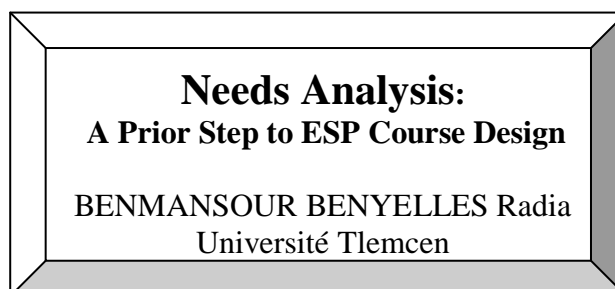 Needs Analysis:
A Prior Step to ESP Course Design
BENMANSOUR BENYELLES Radia
Université Tlemcen